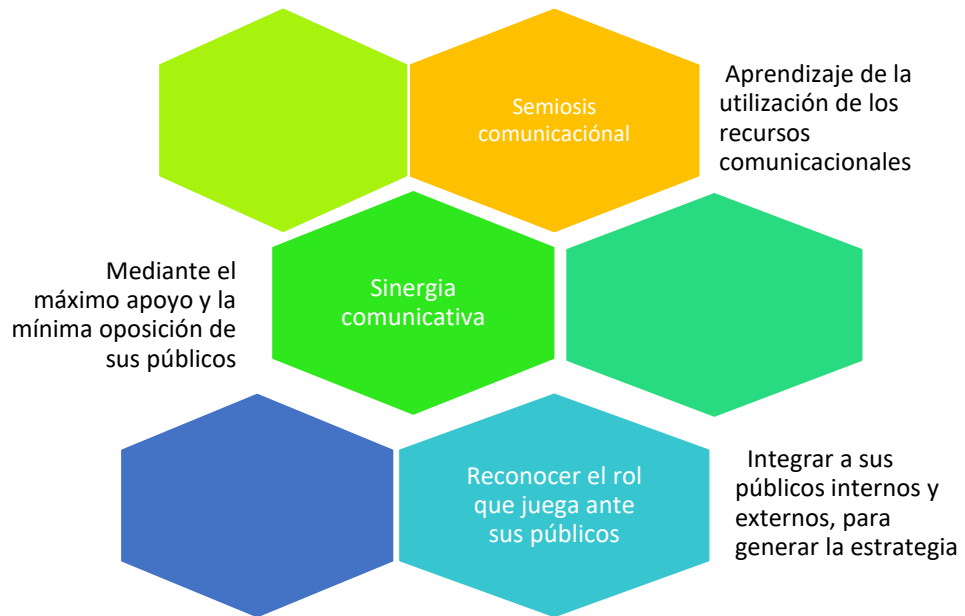 Semiosis
comunicaciónal
Aprendizaje de la
utilización de los
recursos
comunicacionales
Mediante el
máximo apoyo y la
mínima oposición de
sus públicos
Sinergia
comunicativa
Reconocer el rol
que juega ante
sus públicos
Integrar a sus
públicos internos y
externos, para
generar la estrategia